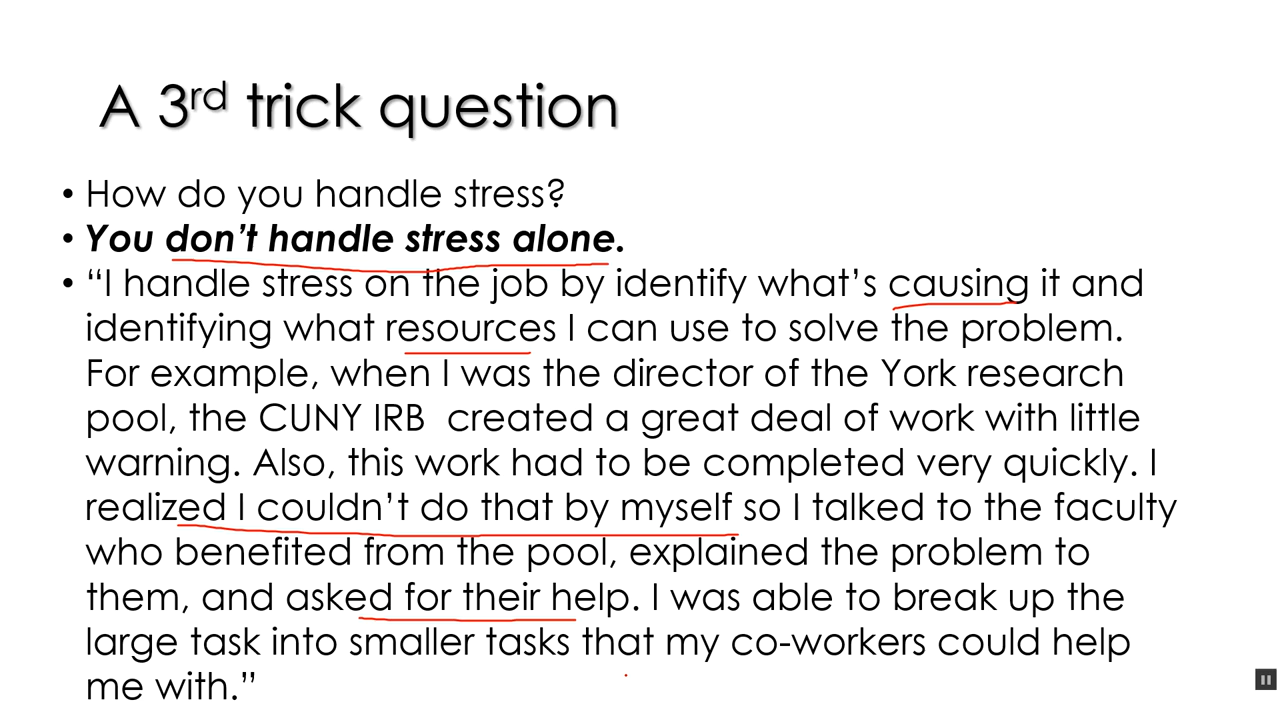 A 3rd trick question
• How do you handle stress?
• You don't handle stress alone.
• “I handle stress on the job by identify what's causing it and
identifying what resources I can use to solve the problem.
For example, when I was the director of the York research
pool, the CUNY IRB  created a great deal of work with little
warning. Also, this work had to be completed very quickly. I
realized I couldn't do that by myself so I talked to the faculty
who benefited from the pool, explained the problem to
them, and asked for their help. I was able to break up the
large task into smaller tasks that my co-workers could help
me with.”